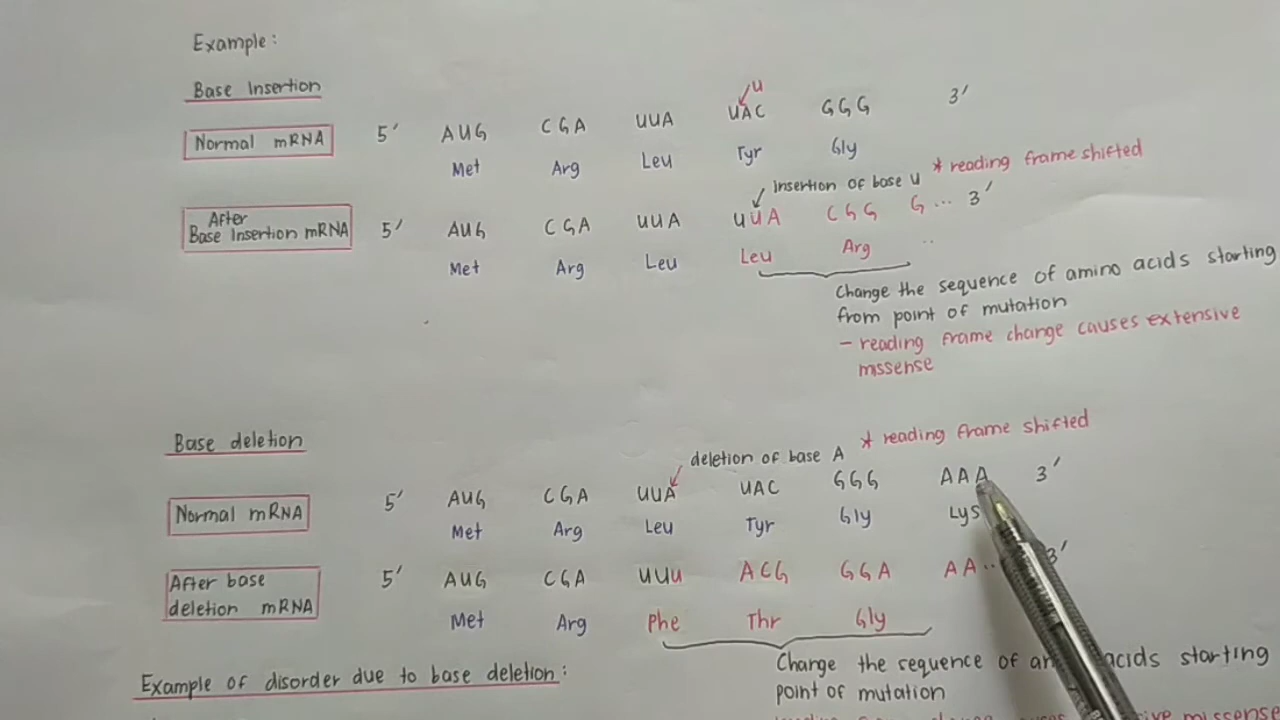 Example:
Base Insertion
U
Normal mRNA 5' AUG CGA UUA UAC GGG 3'
Met Arg Leu Tyr Gly
Insertion of base U * reading frame shifted
After Base Insertion mRNA 5' AUG CGA UUA UUA CGG G... 3'
Met Arg Leu Leu Arg ..
Change the sequence of amino acids starting
from point of mutation
- reading frame change causes extensive
mssense
Base deletion
deletion of base A * reading frame shifted
Normal mRNA 5' AUG CGA UUA UAC GGG AAA 3'
Met Arg Leu Tyr Gly Lys
After base deletion mRNA 5' AUG CGA UUU ACG GGA AA.. 3'
Met Arg Phe Thr Gly
Change the sequence of acids starting
point of mutation
missense
Example of disorder due to base deletion: